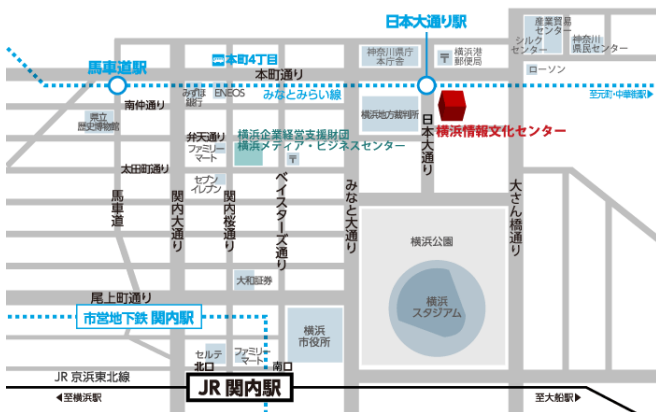 日本大通り駅
産業貿易
センター
シルク
センター
神奈川
県民センター
本町4丁目
神奈川県庁
本庁舎
横浜港
郵便局
馬車道駅
本町通り
ローソン
みずほ
銀行
ENEOS
みなとみらい線
至元町・中華街駅▶
南仲通り
県立
歴史博物館
横浜地方裁判所
日本大通り
横浜情報文化センター
弁天通り
ファミリー
マート
横浜企業経営支援財団
横浜メディア・ビジネスセンター
太田町通り
セブン
イレブン
馬車道
関内大通り
関内桜通り
ベイスターズ通り
みなと大通り
大さん橋通り
横浜公園
大和証券
横浜
スタジアム
尾上町通り
市営地下鉄 関内駅
横浜
市役所
セルテ
ファミリー
マート
北口
南口
JR 京浜東北線
JR 関内駅
◀至横浜駅
至大船駅▶